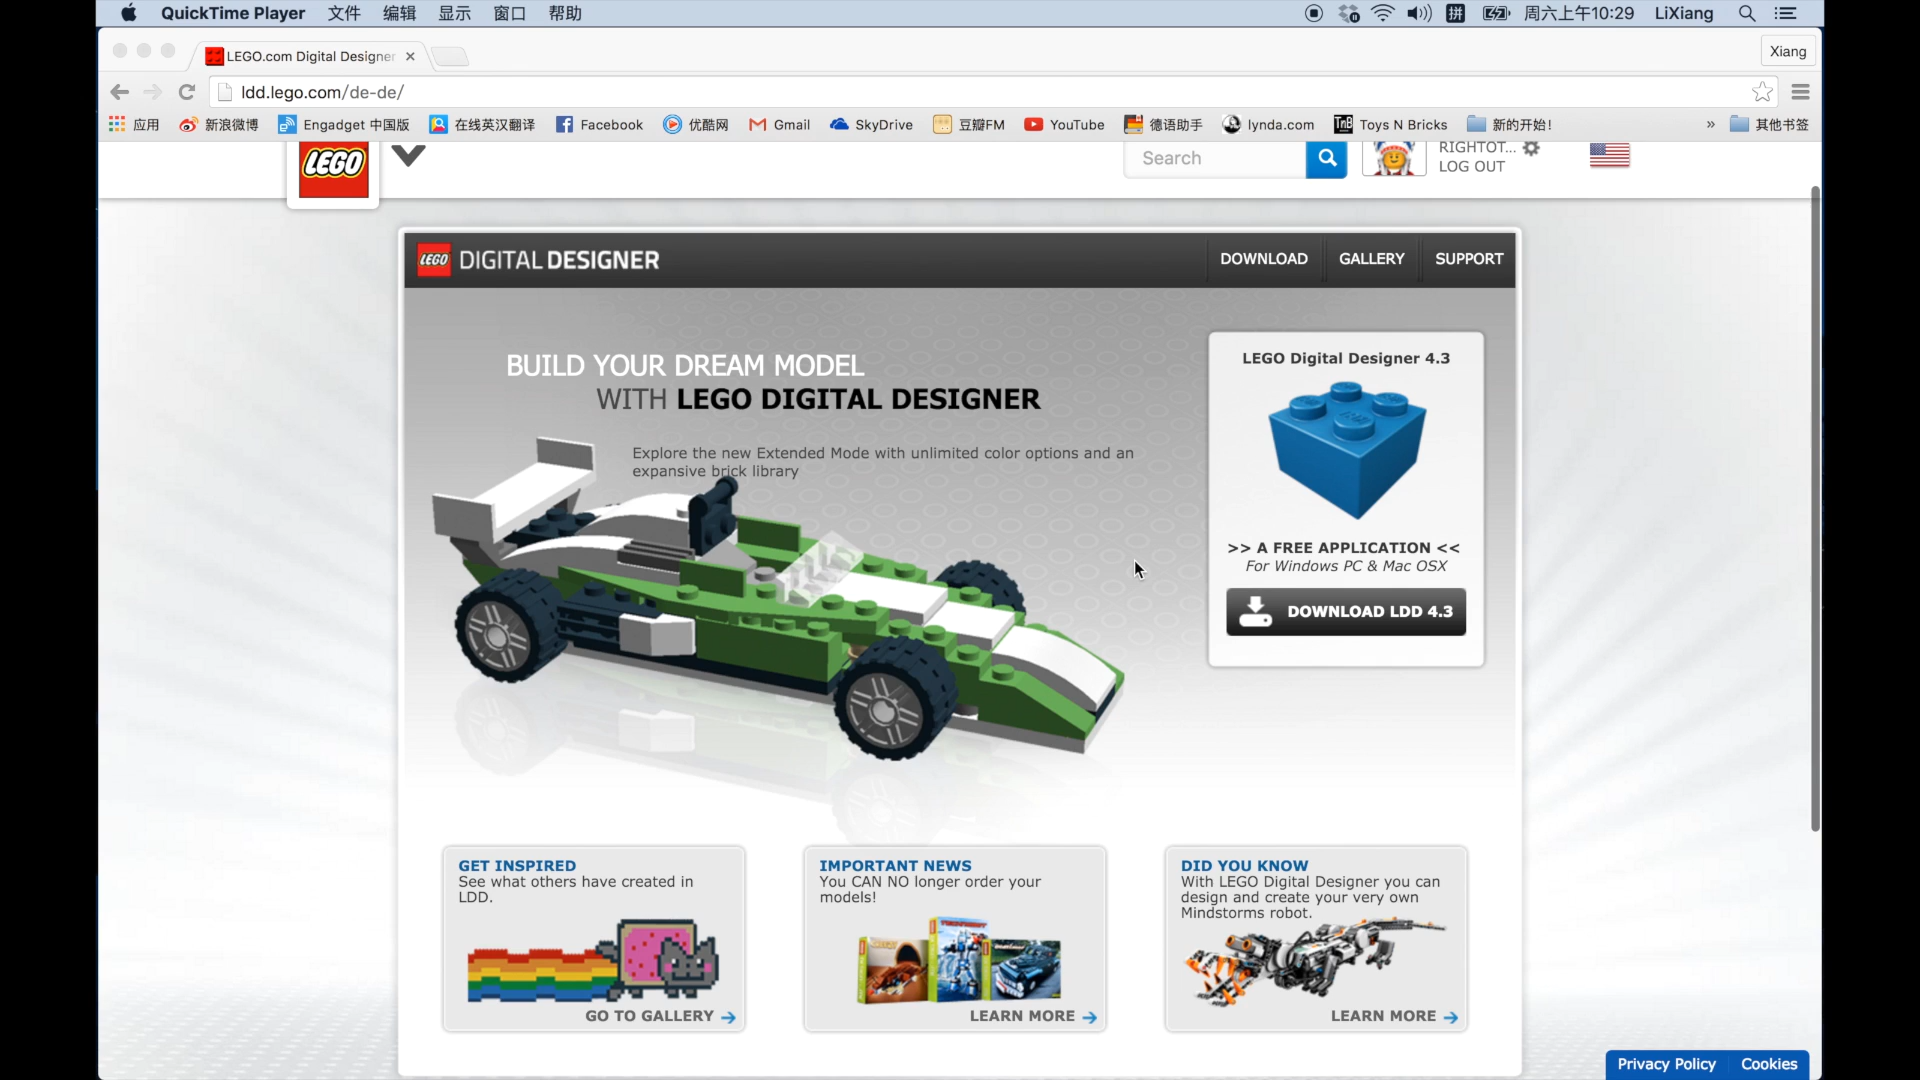 QuickTime Player 文件 编辑 显示 窗口 帮助 拼 周六上午10:29 LiXiang
LEGO.com Digital Designer
Xiang
ldd.lego.com/de-de/
应用 新浪微博 Engadget 中国版 在线英汉翻译 Facebook 优酷网 Gmail SkyDrive 豆瓣FM YouTube 德语助手 lynda.com TnB Toys N Bricks 新的开始! » 其他书签
LEGO
Search
RIGHTOT...
LOG OUT
LEGO DIGITAL DESIGNER
DOWNLOAD GALLERY SUPPORT
BUILD YOUR DREAM MODEL
WITH LEGO DIGITAL DESIGNER
Explore the new Extended Mode with unlimited color options and an
expansive brick library
LEGO Digital Designer 4.3
>> A FREE APPLICATION <<
For Windows PC & Mac OSX
DOWNLOAD LDD 4.3
GET INSPIRED
See what others have created in
LDD.
GO TO GALLERY
IMPORTANT NEWS
You CAN NO longer order your
models!
LEARN MORE
DID YOU KNOW
With LEGO Digital Designer you can
design and create your very own
Mindstorms robot.
LEARN MORE
Privacy Policy Cookies